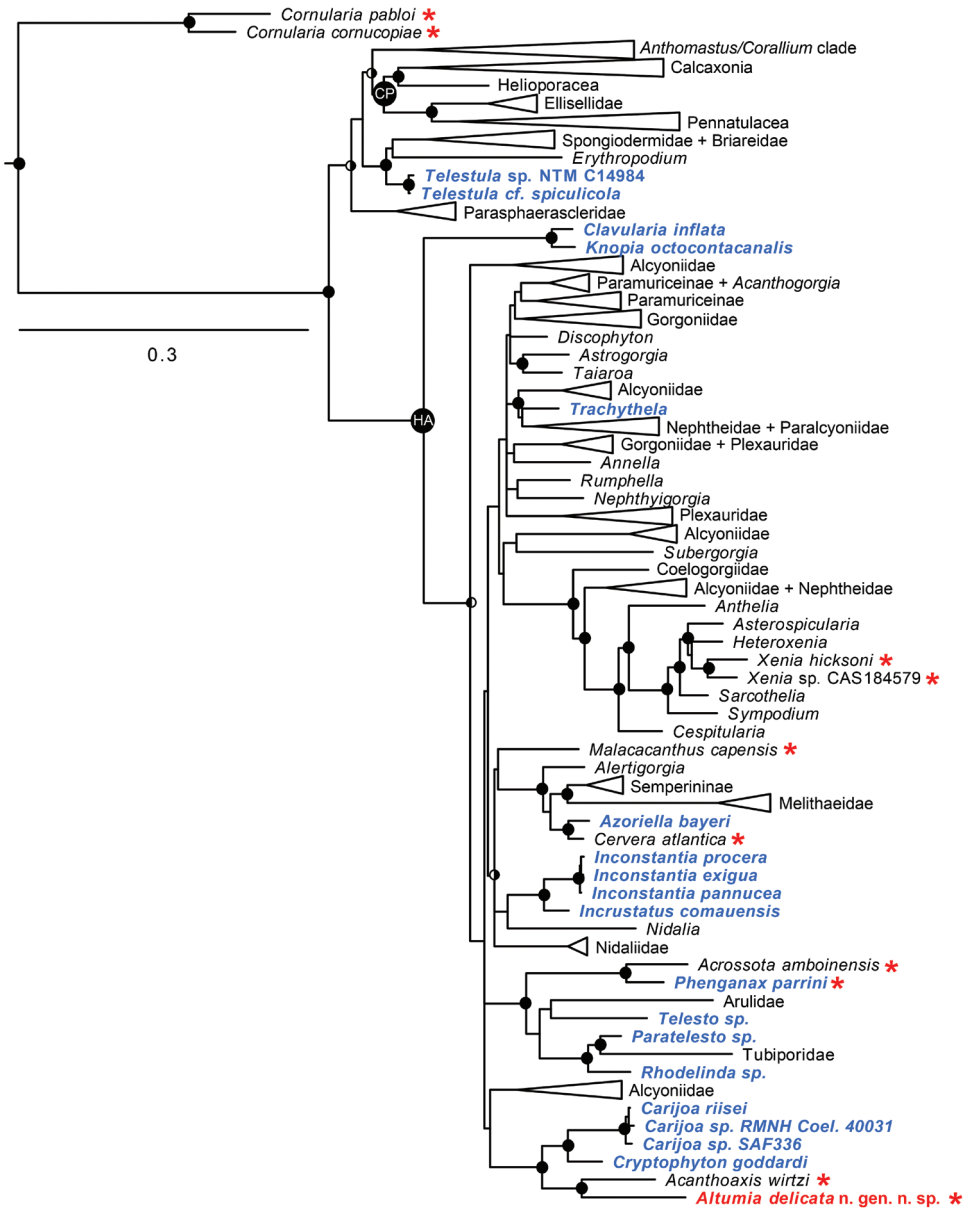 Cornularia pabloi *
Cornularia cornucopiae *
Anthomastus/Corallium clade
Calcaxonia
CP
Helioporacea
Ellisellidae
Pennatulacea
Spongiodermidae + Briareidae
Erythropodium
Telestula sp. NTM C14984
Telestula cf. spiculicola
Parasphaerascleridae
Clavularia inflata
Knopia octocontacanalis
Alcyoniidae
Paramuriceinae + Acanthogorgia
Paramuriceinae
Gorgoniidae
0.3
Discophyton
Astrogorgia
Taiaroa
Alcyoniidae
Trachythela
HA
Nephtheidae + Paralcyoniidae
Gorgoniidae + Plexauridae
Annella
Rumphella
Nephthyigorgia
Plexauridae
Alcyoniidae
Subergorgia
Coelogorgiidae
Alcyoniidae + Nephtheidae
Anthelia
Asterospicularia
Heteroxenia
Xenia hicksoni *
Xenia sp. CAS184579 *
Sarcothelia
Sympodium
Cespitularia
Malacacanthus capensis *
Alertigorgia
Semperininae
Melithaeidae
Azoriella bayeri
Cervera atlantica *
Inconstantia procera
Inconstantia exigua
Inconstantia pannucea
Incrustatus comauensis
Nidalia
Nidaliidae
Acrossota amboinensis *
Phenganax parrini *
Arulidae
Telesto sp.
Paratelesto sp.
Tubiporidae
Rhodelinda sp.
Alcyoniidae
Carijoa riisei
Carijoa sp. RMNH Coel. 40031
Carijoa sp. SAF336
Cryptophyton goddardi
Acanthoaxis wirtzi *
Altumia delicata n. gen. n. sp. *